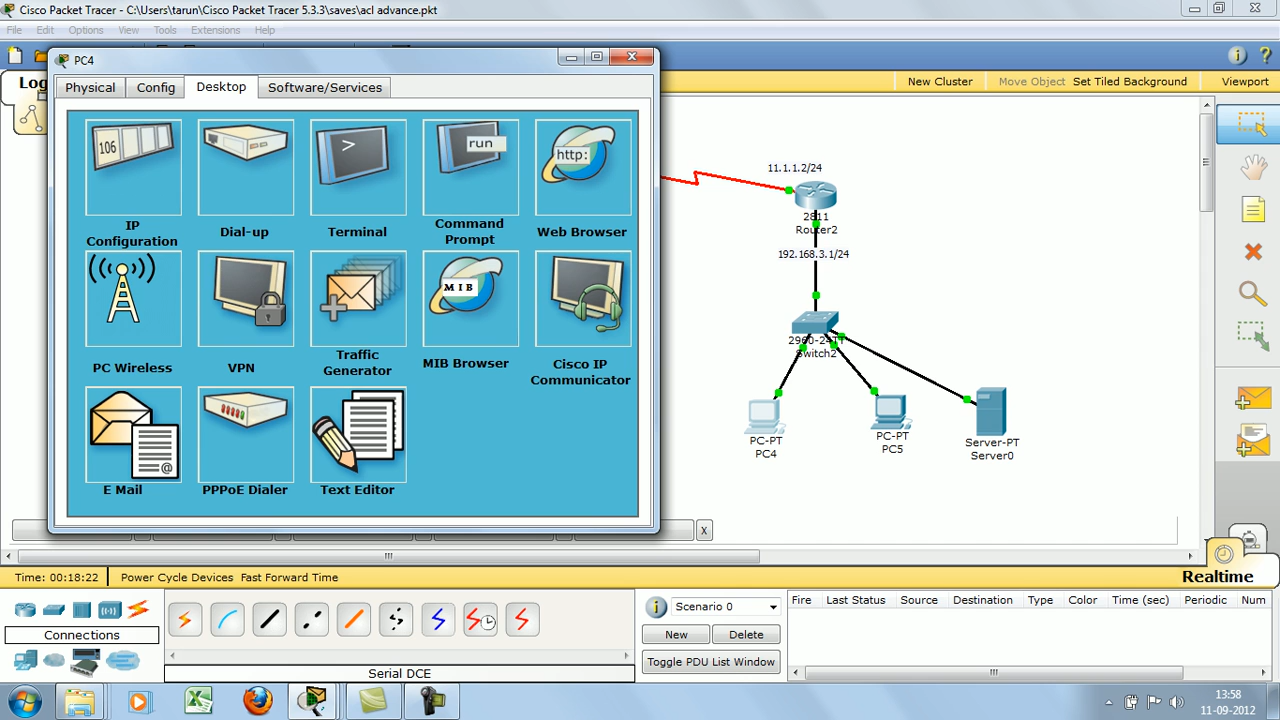 Cisco Packet Tracer - C:\Users\tarun\Cisco Packet Tracer 5.3.3\saves\acl advance.pkt
File Edit Options View Tools Extensions Help
PC4
Log
New Cluster Move Object Set Tiled Background Viewport
Physical Config Desktop Software/Services
106
>
run
http:
IP Configuration
Dial-up
Terminal
Command Prompt
Web Browser
MIB
PC Wireless
VPN
Traffic Generator
MIB Browser
Cisco IP Communicator
@
E Mail
PPPoE Dialer
Text Editor
11.1.1.2/24
2811
Router2
192.168.3.1/24
2960-24TT
Switch2
PC-PT
PC4
PC-PT
PC5
Server-PT
Server0
X
Time: 00:18:22 Power Cycle Devices Fast Forward Time
Realtime
Connections
Serial DCE
Scenario 0
New Delete
Toggle PDU List Window
Fire Last Status Source Destination Type Color Time (sec) Periodic Num
13:58
11-09-2012